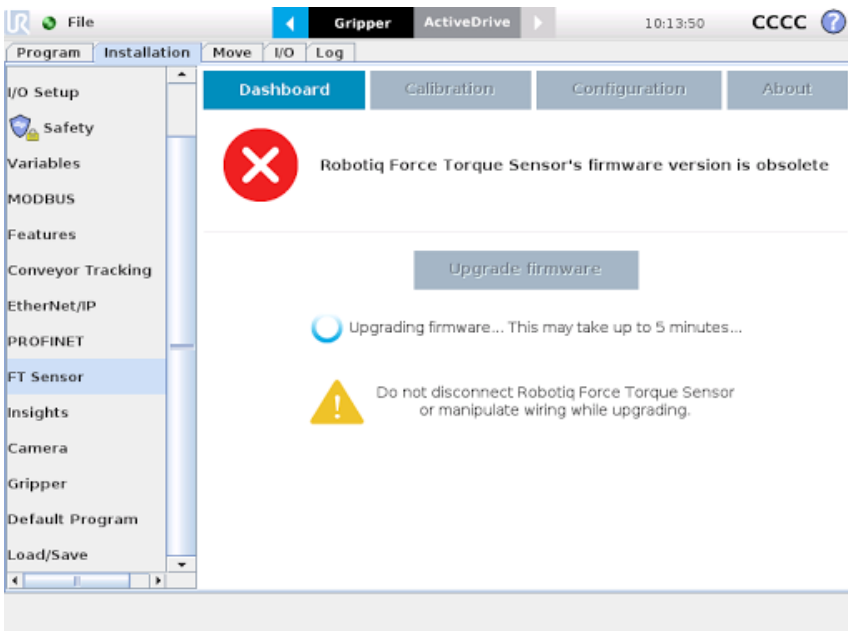 UR File Gripper ActiveDrive 10:13:50 CCCC ?
Program Installation Move I/O Log
Dashboard Calibration Configuration About
I/O Setup
Safety
Variables
MODBUS
Features
Conveyor Tracking
EtherNet/IP
PROFINET
FT Sensor
Insights
Camera
Gripper
Default Program
Load/Save
Robotiq Force Torque Sensor's firmware version is obsolete
Upgrade firmware
Upgrading firmware... This may take up to 5 minutes...
!
Do not disconnect Robotiq Force Torque Sensor
or manipulate wiring while upgrading.